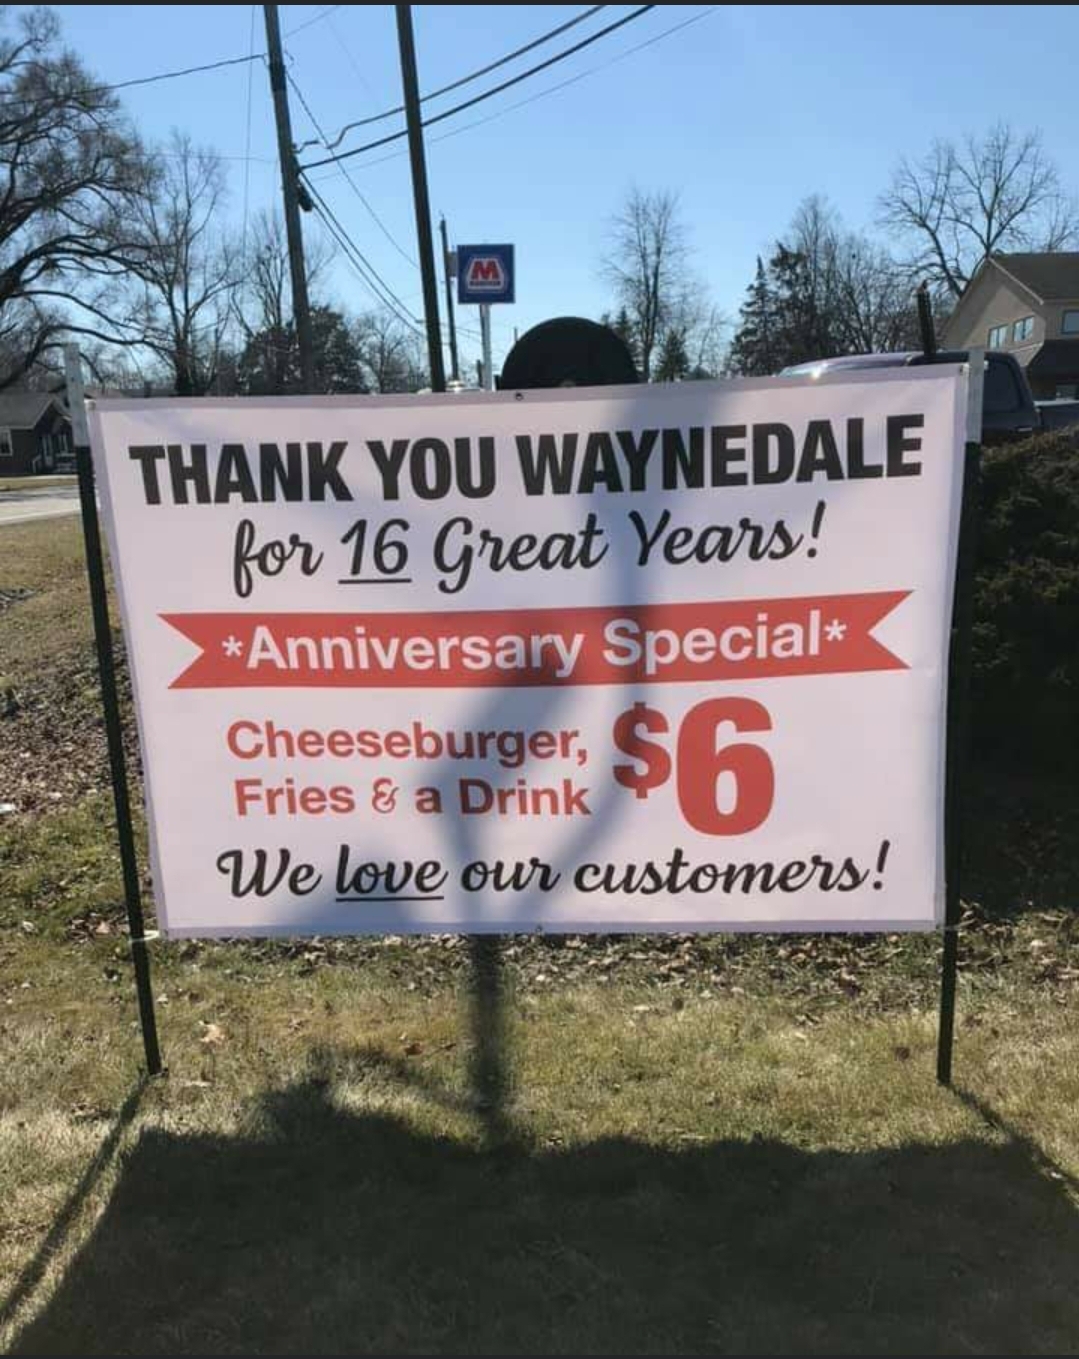 M
THANK YOU WAYNEDALE
for 16 Great Years!
*Anniversary Special*
Cheeseburger,
Fries & a Drink
$6
We love our customers!